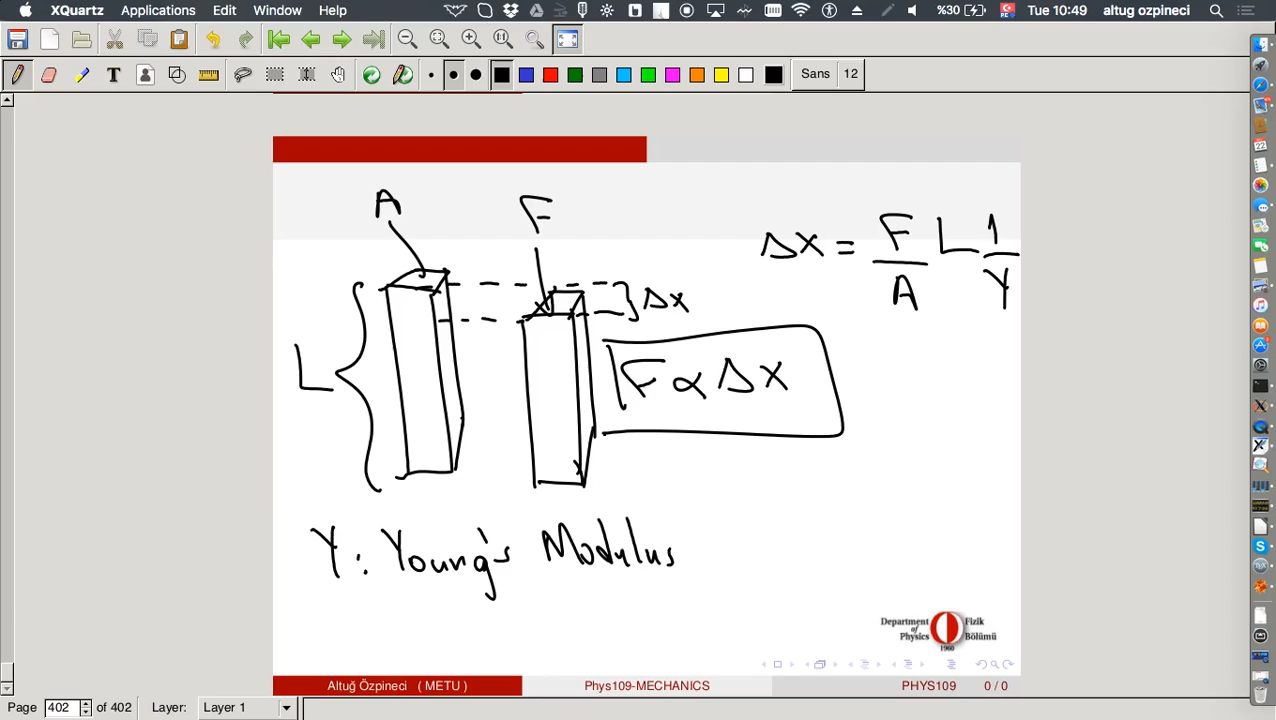 XQuartz Applications Edit Window Help
%30 Tue 10:49 altug ozpineci
Sans 12
A
F
Δx = F/A L 1/Y
Δx
L
F α Δx
Y: Young's Modulus
Department of Physics
Fizik Bölümü
1960
Altuğ Özpineci ( METU ) Phys109-MECHANICS PHYS109 0 / 0
Page 402 of 402 Layer: Layer 1